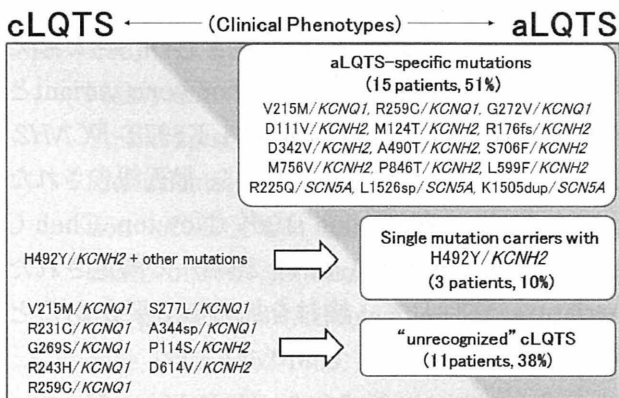 cLQTS ← (Clinical Phenotypes) → aLQTS
aLQTS-specific mutations
(15 patients, 51%)
V215M/KCNQ1, R259C/KCNQ1, G272V/KCNQ1
D111V/KCNH2, M124T/KCNH2, R176fs/KCNH2
D342V/KCNH2, A490T/KCNH2, S706F/KCNH2
M756V/KCNH2, P846T/KCNH2, L599F/KCNH2
R225Q/SCN5A, L1526sp/SCN5A, K1505dup/SCN5A
H492Y/KCNH2 + other mutations
Single mutation carriers with
H492Y/KCNH2
(3 patients, 10%)
V215M/KCNQ1 S277L/KCNQ1
R231C/KCNQ1 A344sp/KCNQ1
G269S/KCNQ1 P114S/KCNH2
R243H/KCNQ1 D614V/KCNH2
R259C/KCNQ1
"unrecognized" cLQTS
(11patients, 38%)